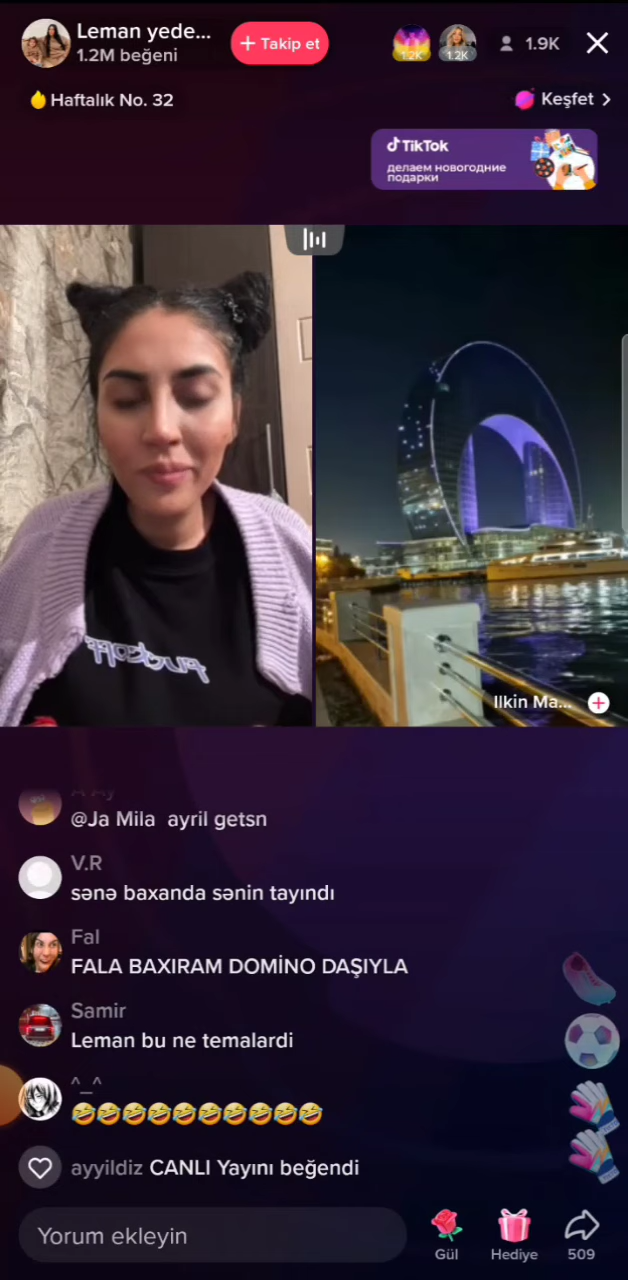 Leman yede...
1.2M beğeni
+ Takip et
1.2K
1.2K
1.9K
Haftalık No. 32
Keşfet >
TikTok
делаем новогодние
подарки
Ilkin Ma...
A Ay
@Ja Mila ayril getsn
V.R
sənə baxanda sənin tayındı
Fal
FALA BAXIRAM DOMİNO DAŞIYLA
Samir
Leman bu ne temalardi
^_^
🤣🤣🤣🤣🤣🤣🤣🤣🤣🤣
ayyildiz CANLI Yayını beğendi
Yorum ekleyin
Gül
Hediye
509